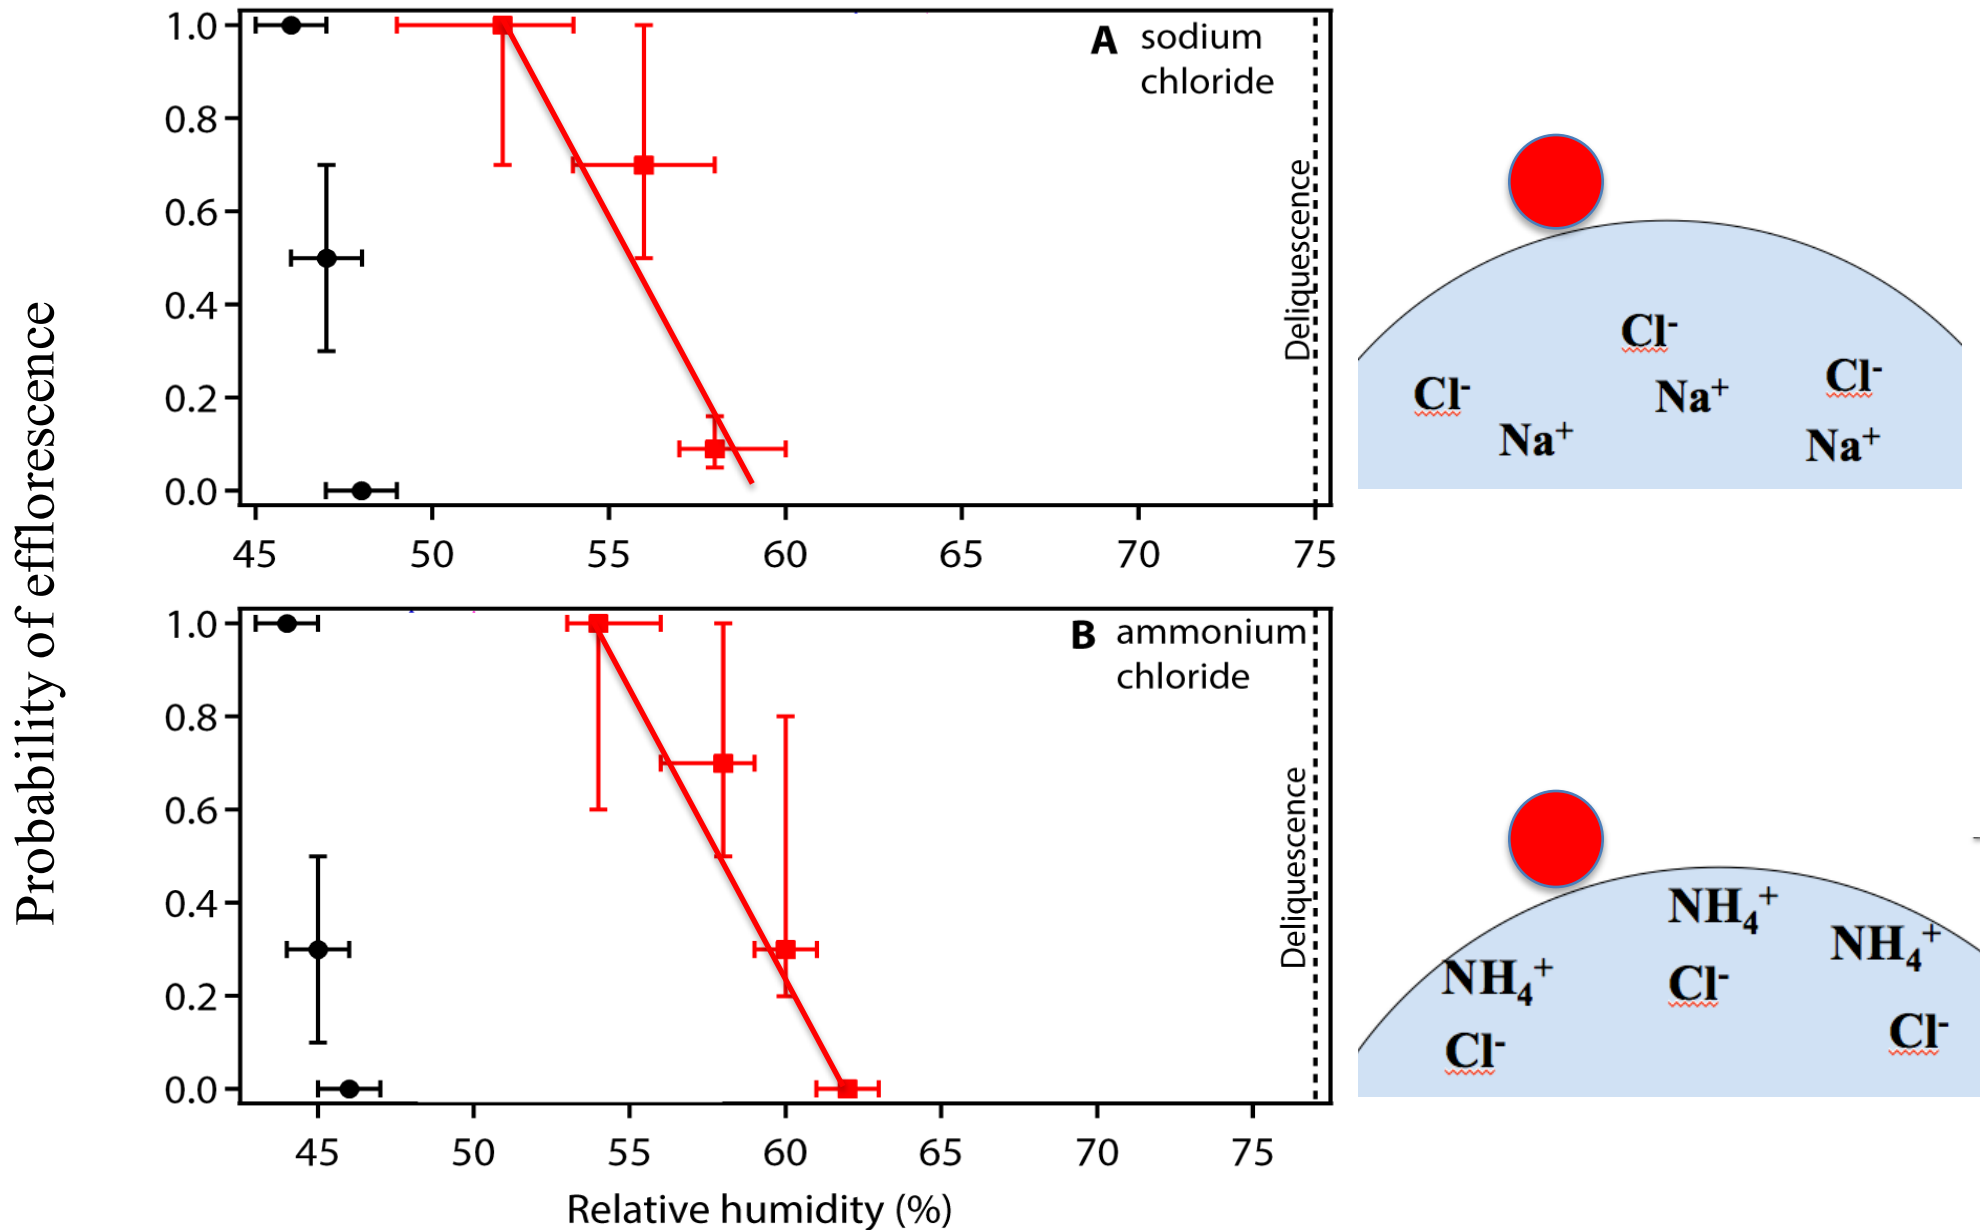 Probability of efflorescence
1.0
0.8
0.6
0.4
0.2
0.0
A sodium
chloride
Deliquescence
45 50 55 60 65 70 75
Cl-
Cl- Na+ Cl-
Na+ Na+
1.0
0.8
0.6
0.4
0.2
0.0
B ammonium
chloride
Deliquescence
45 50 55 60 65 70 75
Relative humidity (%)
NH4+
NH4+
NH4+ Cl-
Cl- Cl-